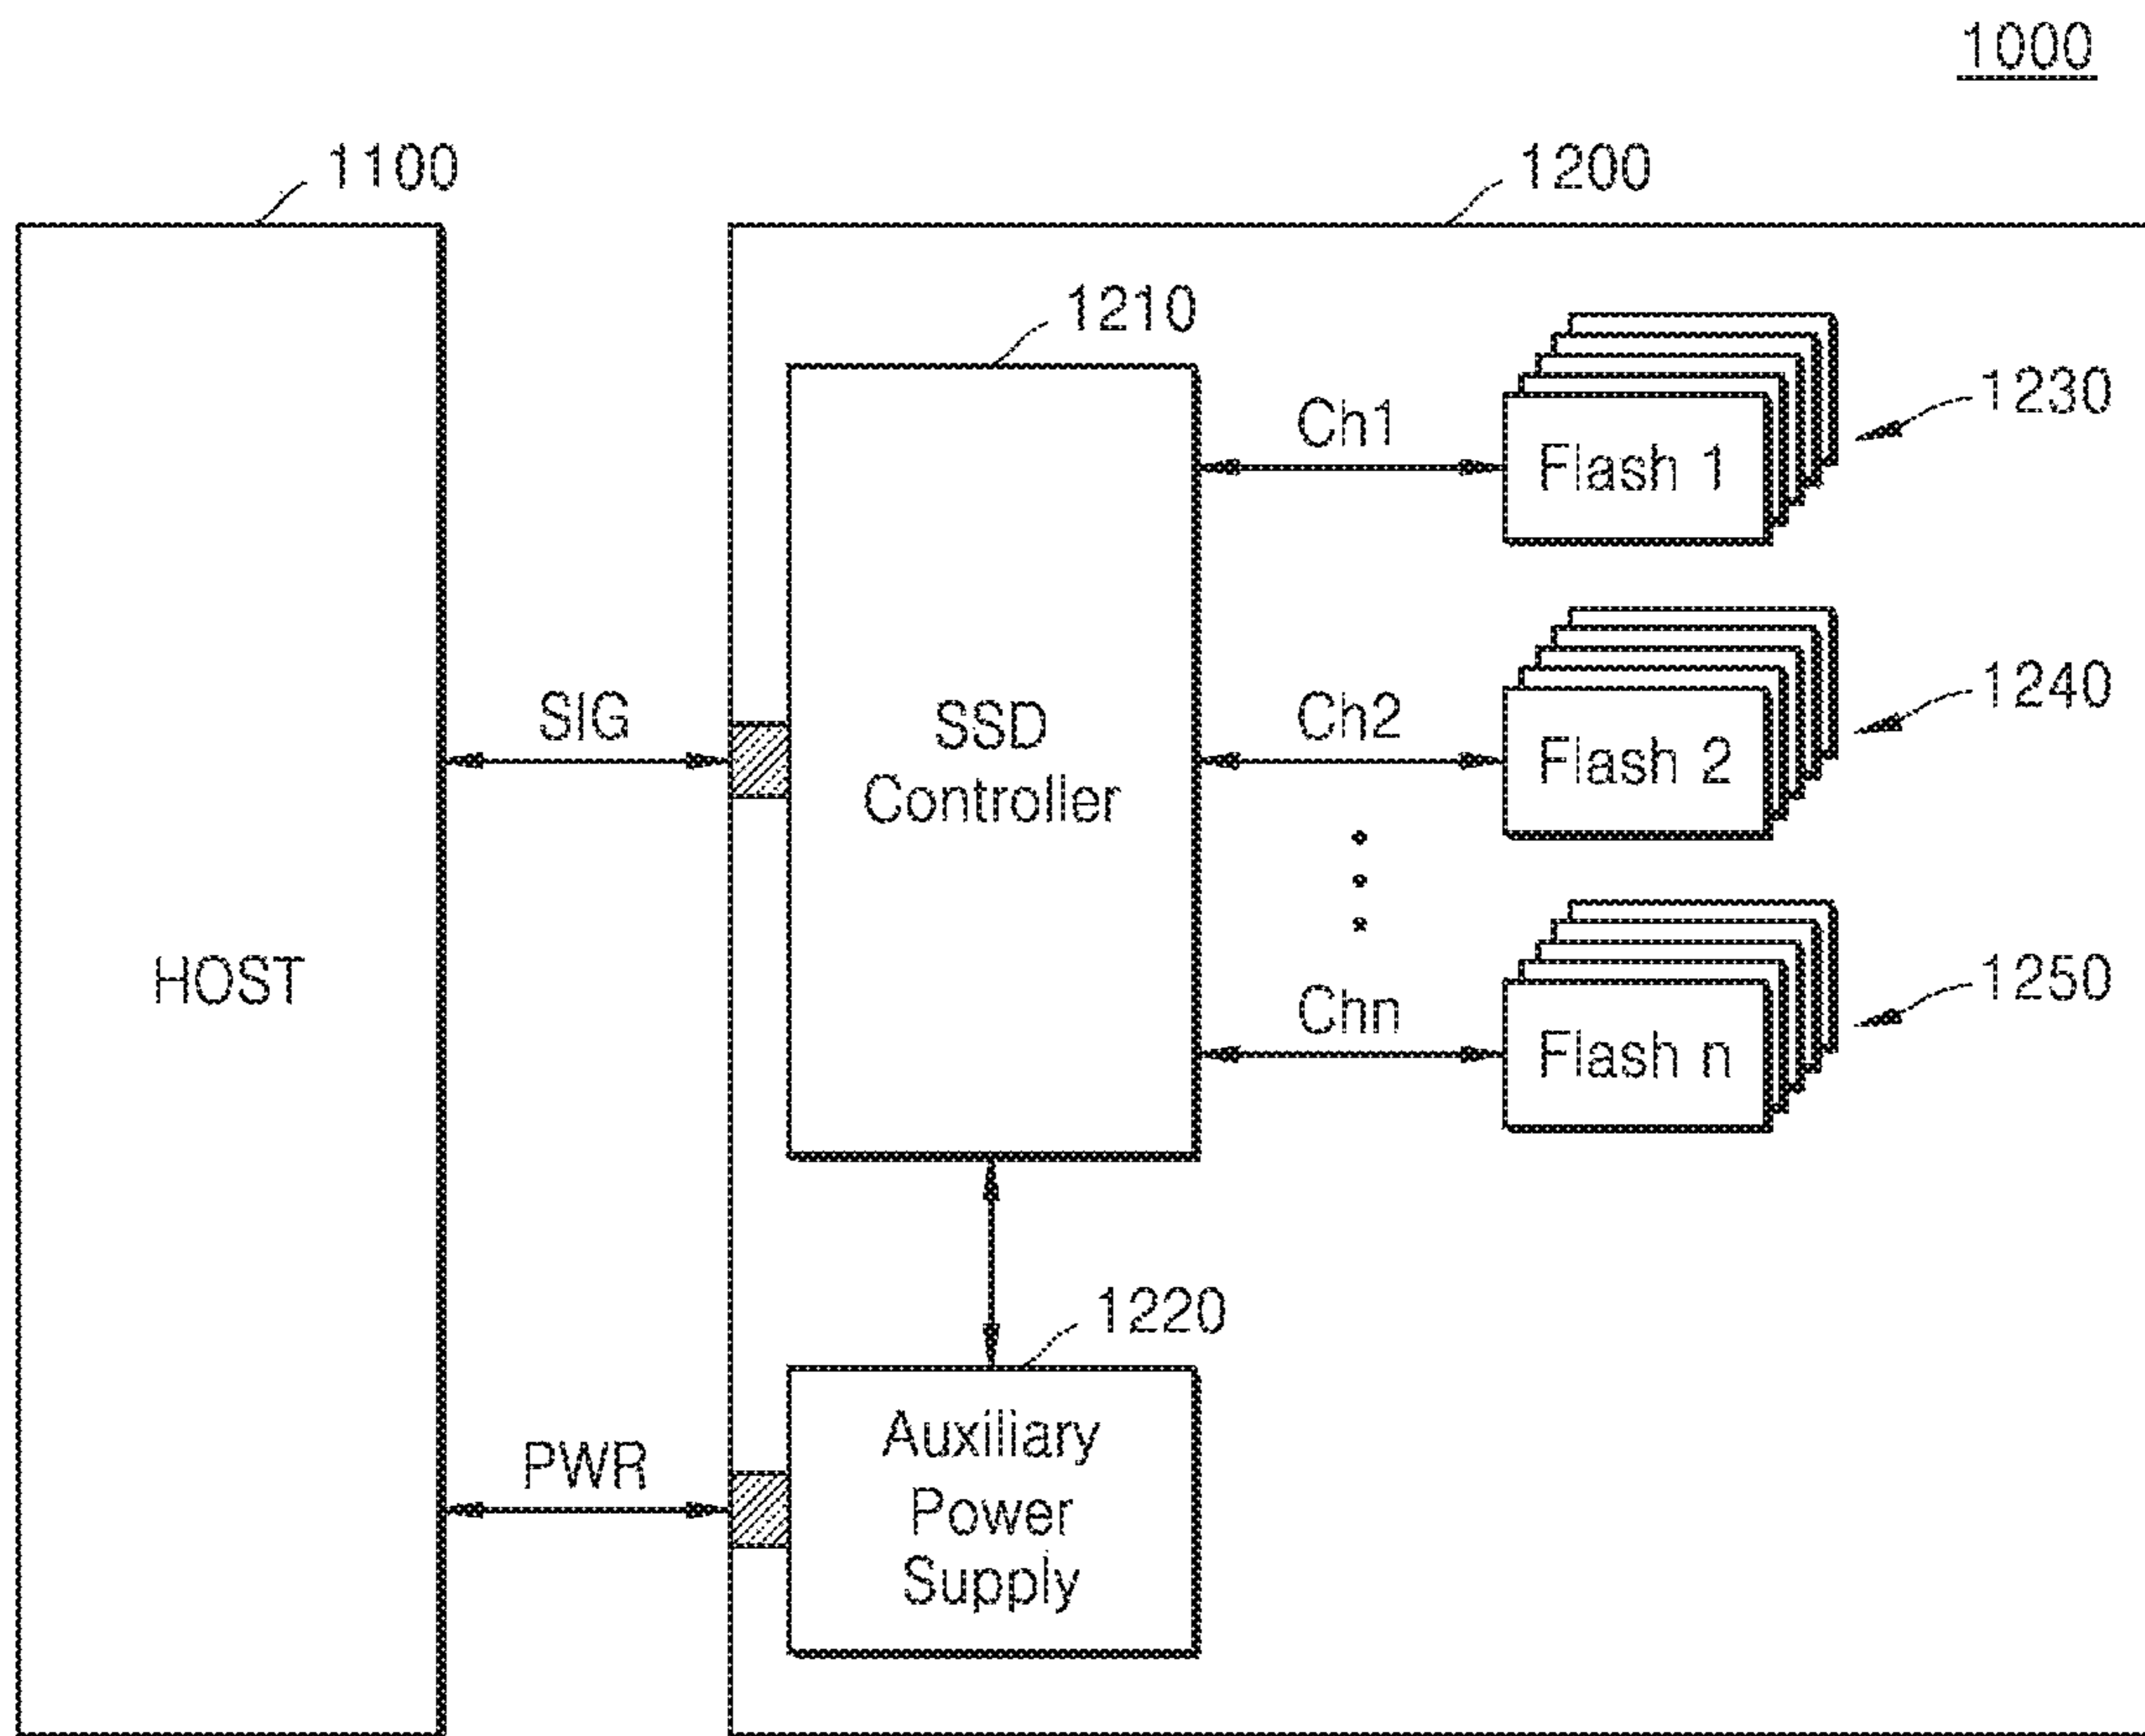 1000
1100
1200
1210
Ch1
Flash 1
1230
SIG
SSD
Controller
Ch2
Flash 2
1240
HOST
Chn
Flash n
1250
1220
PWR
Auxiliary
Power
Supply